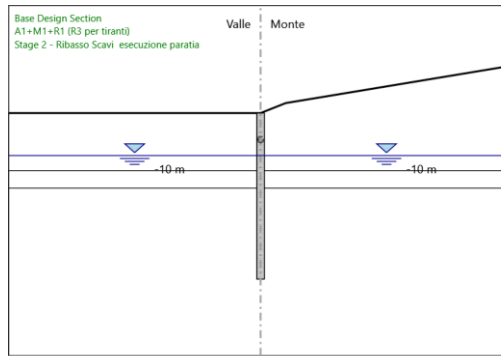 Base Design Section
A1+M1+R1 (R3 per tiranti)
Stage 2 - Ribasso Scavi esecuzione paratia
Valle
Monte
-10 m
-10 m